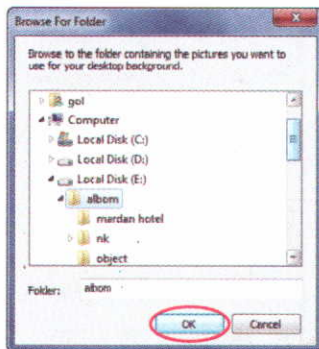 Browse For Folder
Browse to the folder containing the pictures you want to
use for your desktop background.
gol
Computer
Local Disk (C:)
Local Disk (D:)
Local Disk (E:)
albom
mardan hotel
nk
object
Folder:
albom
OK
Cancel